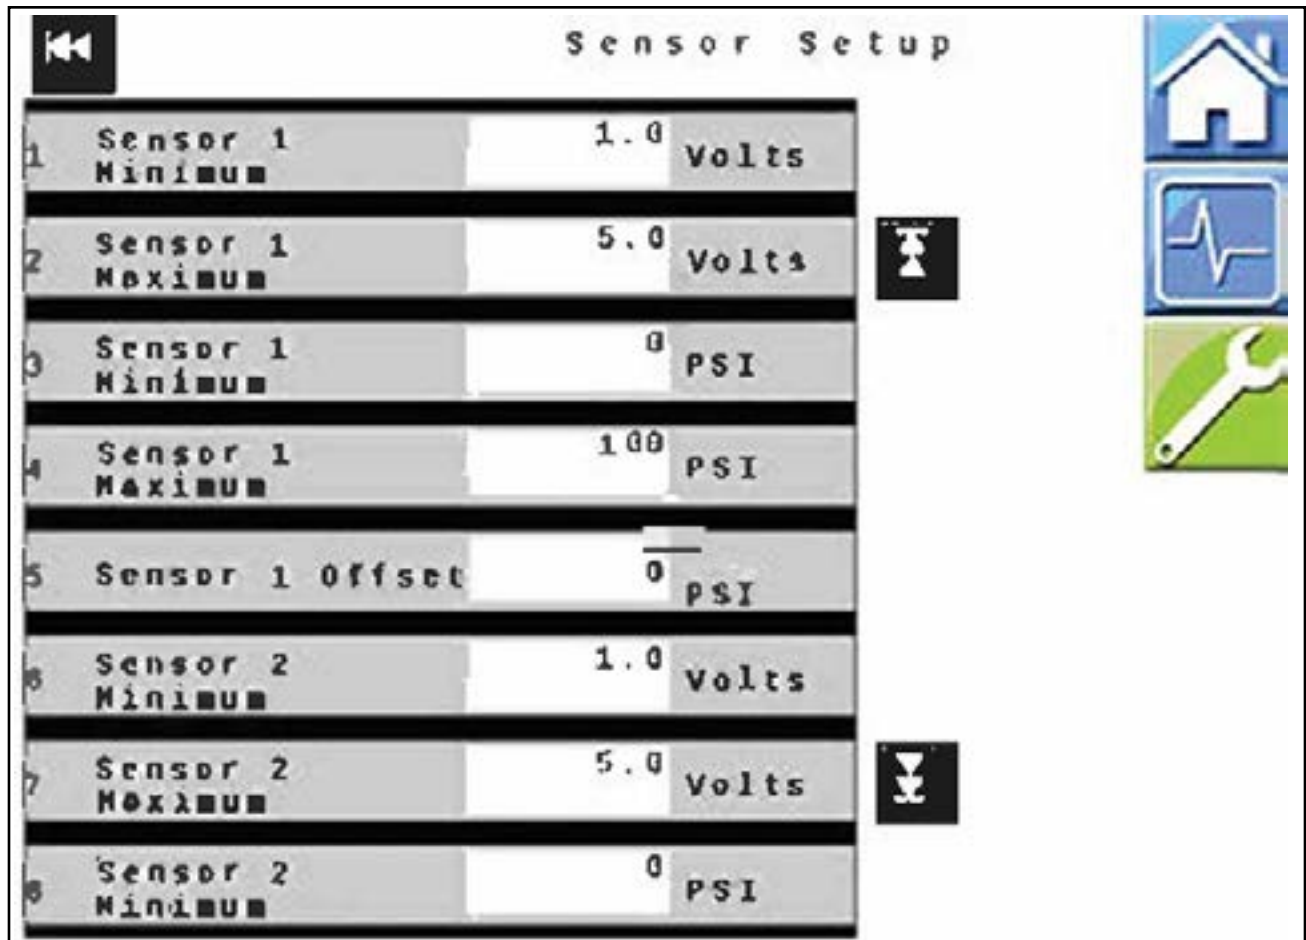 Sensor Setup
1 Sensor 1 Minimum 1.0 Volts
2 Sensor 1 Maximum 5.0 Volts
3 Sensor 1 Minimum 0 PSI
4 Sensor 1 Maximum 100 PSI
5 Sensor 1 Offset 0 PSI
6 Sensor 2 Minimum 1.0 Volts
7 Sensor 2 Maximum 5.0 Volts
8 Sensor 2 Minimum 0 PSI